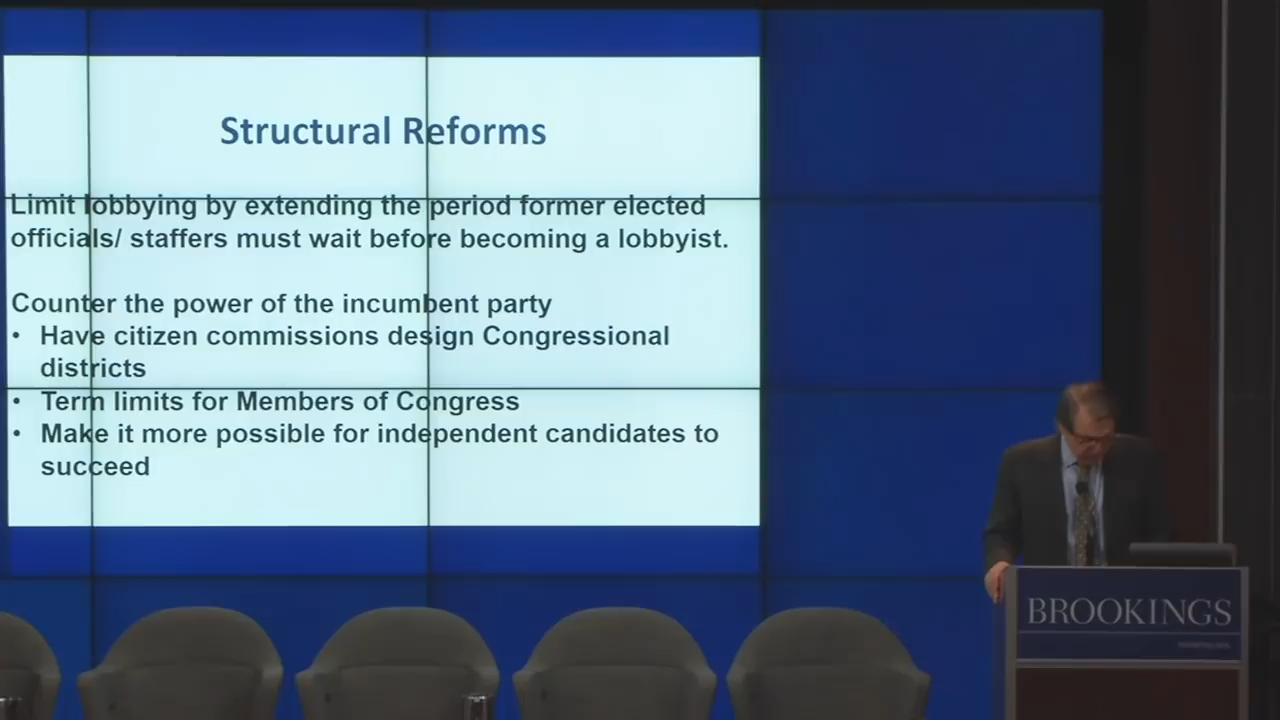 Structural Reforms
Limit lobbying by extending the period former elected
officials/ staffers must wait before becoming a lobbyist.
Counter the power of the incumbent party
• Have citizen commissions design Congressional
districts
• Term limits for Members of Congress
• Make it more possible for independent candidates to
succeed
BROOKINGS